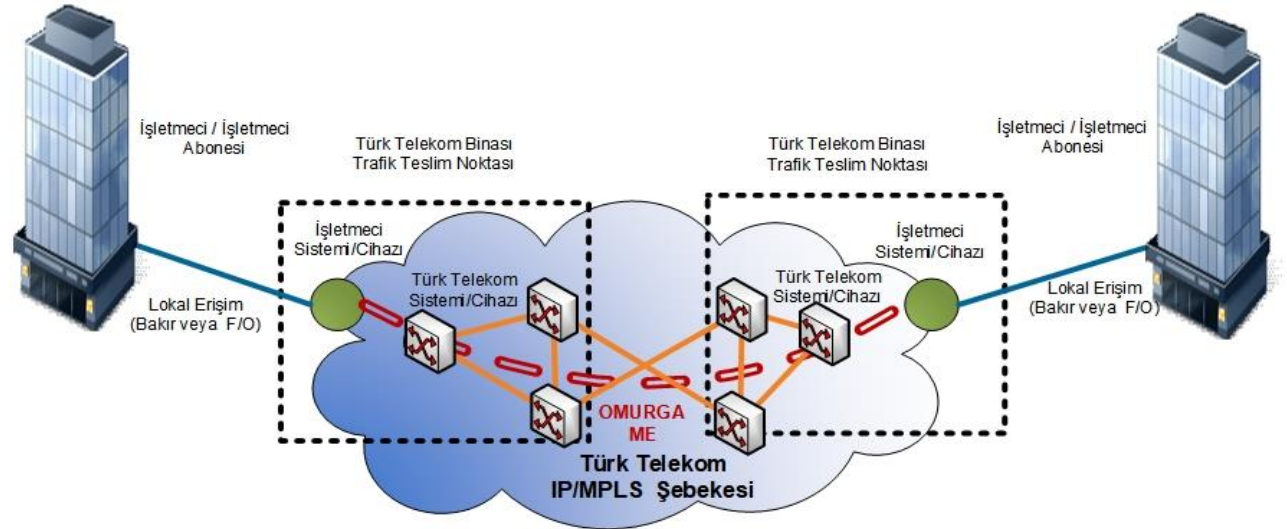 İşletmeci / İşletmeci
Abonesi
Türk Telekom Binası
Trafik Teslim Noktası
Türk Telekom Binası
Trafik Teslim Noktası
İşletmeci / İşletmeci
Abonesi
İşletmeci
Sistemi/Cihazı
İşletmeci
Sistemi/Cihazı
Türk Telekom
Sistemi/Cihazı
Türk Telekom
Sistemi/Cihazı
Lokal Erişim
(Bakır veya F/O)
Lokal Erişim
(Bakır veya F/O)
OMURGA
ME
Türk Telekom
IP/MPLS Şebekesi